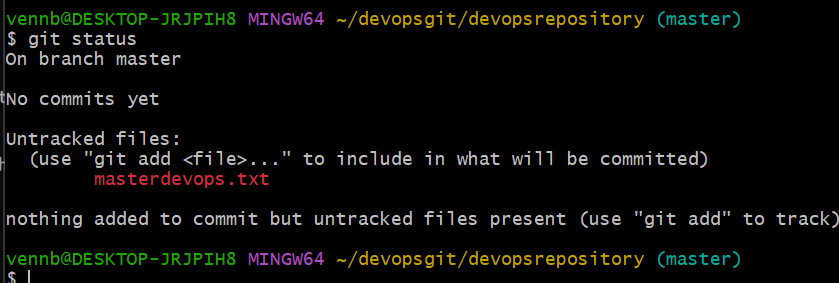 vennb@DESKTOP-JRJPIH8 MINGW64 ~/devopsgit/devopsrepository (master)
$ git status
On branch master
No commits yet
Untracked files:
  (use "git add <file>..." to include in what will be committed)
        masterdevops.txt
nothing added to commit but untracked files present (use "git add" to track)
vennb@DESKTOP-JRJPIH8 MINGW64 ~/devopsgit/devopsrepository (master)
$